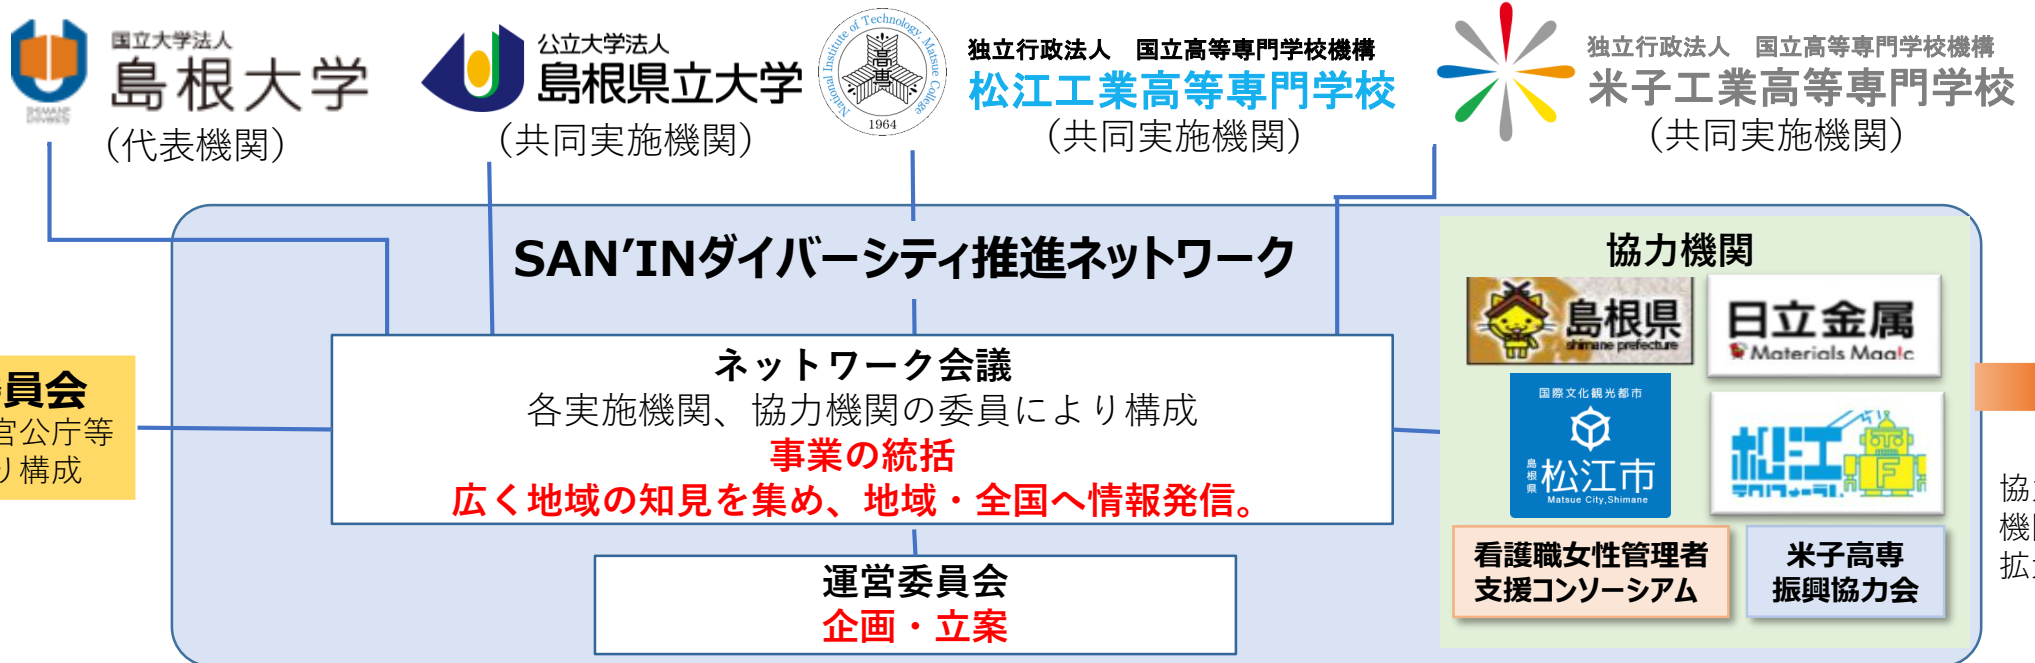 国立大学法人
島根大学
(代表機関)
公立大学法人
島根県立大学
(共同実施機関)
National Institute of Technology, Matsue College
1964
独立行政法人　国立高等専門学校機構
松江工業高等専門学校
(共同実施機関)
独立行政法人　国立高等専門学校機構
米子工業高等専門学校
(共同実施機関)
SAN'INダイバーシティ推進ネットワーク
ネットワーク会議
各実施機関、協力機関の委員により構成
事業の統括
広く地域の知見を集め、地域・全国へ情報発信。
運営委員会
企画・立案
員会
官公庁等
り構成
協力機関
島根県
shimane prefecture
日立金属
Materials Magic
国際文化観光都市
島根県
松江市
Matsue City,Shimane
松江
テクノフォーラム
看護職女性管理者
支援コンソーシアム
米子高専
振興協力会
協
機
拡